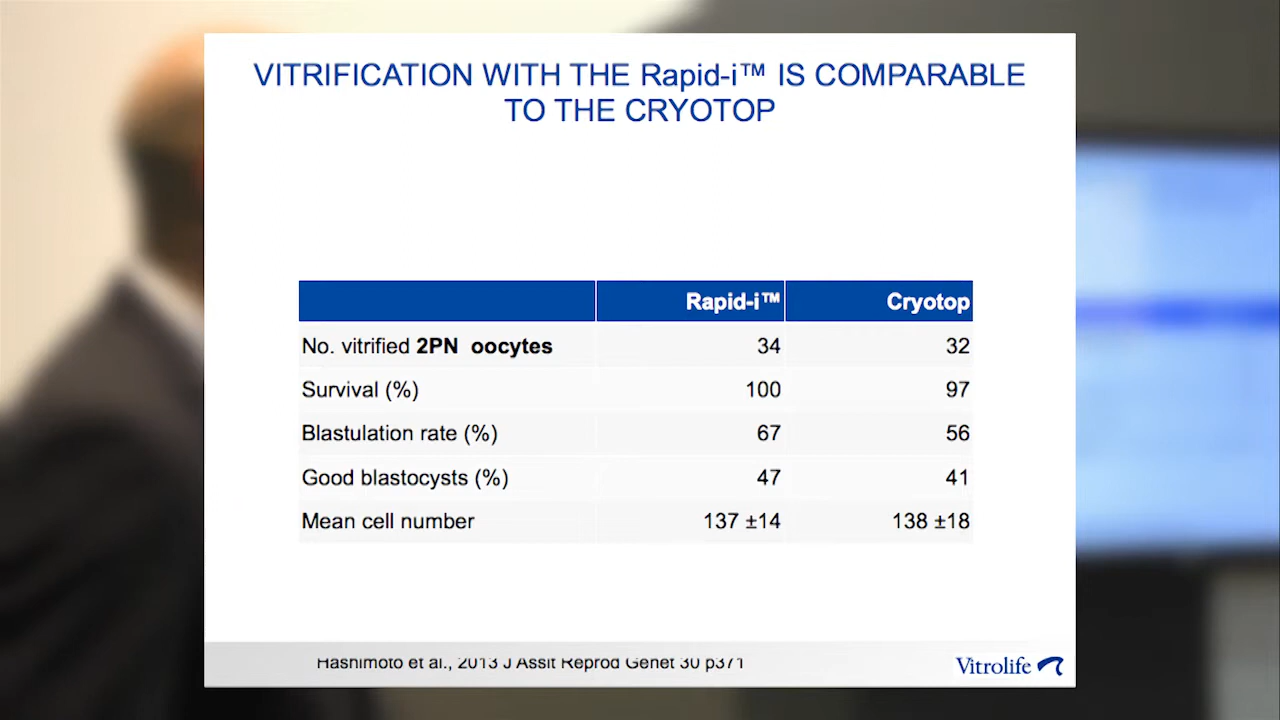 VITRIFICATION WITH THE Rapid-i™ IS COMPARABLE
TO THE CRYOTOP
Rapid-i™ Cryotop
No. vitrified 2PN oocytes 34 32
Survival (%) 100 97
Blastulation rate (%) 67 56
Good blastocysts (%) 47 41
Mean cell number 137 ±14 138 ±18
Hashimoto et al., 2013 J Assit Reprod Genet 30 p371
Vitrolife